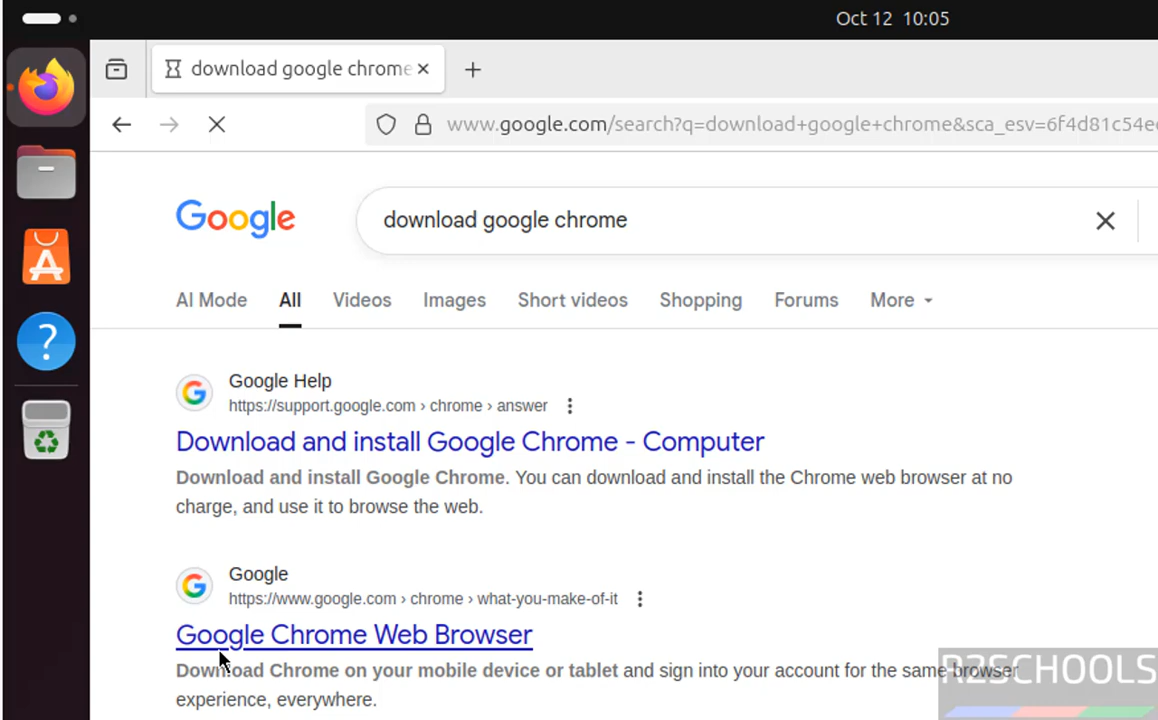 Oct 12 10:05
download google chrome
www.google.com/search?q=download+google+chrome&sca_esv=6f4d81c54e
Google
download google chrome
AI Mode All Videos Images Short videos Shopping Forums More
Google Help
https://support.google.com › chrome › answer
Download and install Google Chrome - Computer
Download and install Google Chrome. You can download and install the Chrome web browser at no
charge, and use it to browse the web.
Google
https://www.google.com › chrome › what-you-make-of-it
Google Chrome Web Browser
Download Chrome on your mobile device or tablet and sign into your account for the same browser
experience, everywhere.
R2SCHOOLS